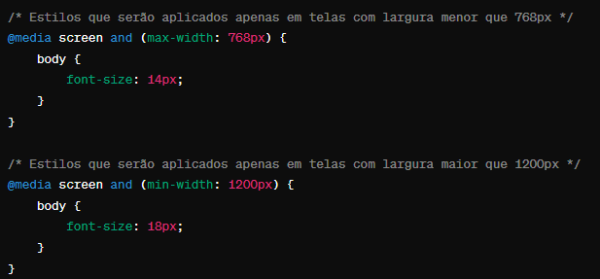 /* Estilos que serão aplicados apenas em telas com largura menor que 768px */
@media screen and (max-width: 768px) {
    body {
        font-size: 14px;
    }
}

/* Estilos que serão aplicados apenas em telas com largura maior que 1200px */
@media screen and (min-width: 1200px) {
    body {
        font-size: 18px;
    }
}